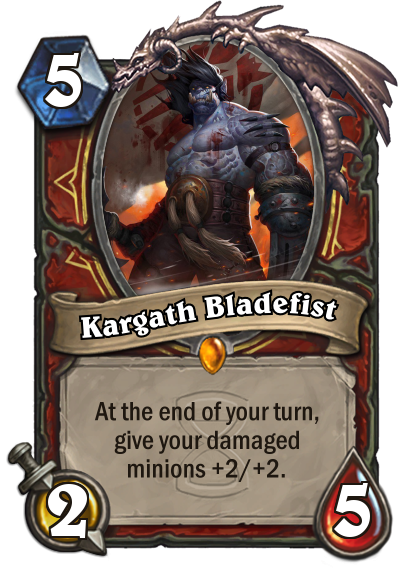 5
Kargath Bladefist
At the end of your turn,
give your damaged
minions +2/+2.
2
5